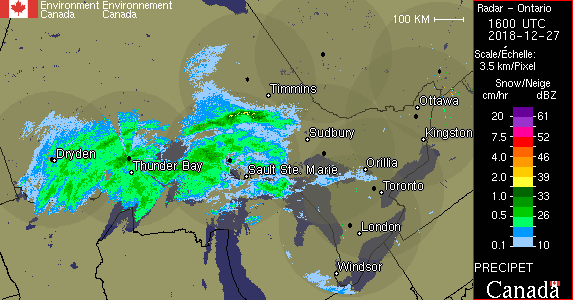 Environment Environnement
Canada Canada
100 KM
Timmins
Ottawa
Sudbury
Kingston
Dryden
Thunder Bay
Sault Ste. Marie
Orillia
Toronto
London
Windsor
Radar - Ontario
1600 UTC
2018-12-27
Scale/Échelle:
3.5 km/Pixel
Snow/Neige
cm/hr dBZ
20 61
7.5 52
4.0 46
2.0 39
1.0 33
0.5 26
0.1 10
PRECIPET
Canada